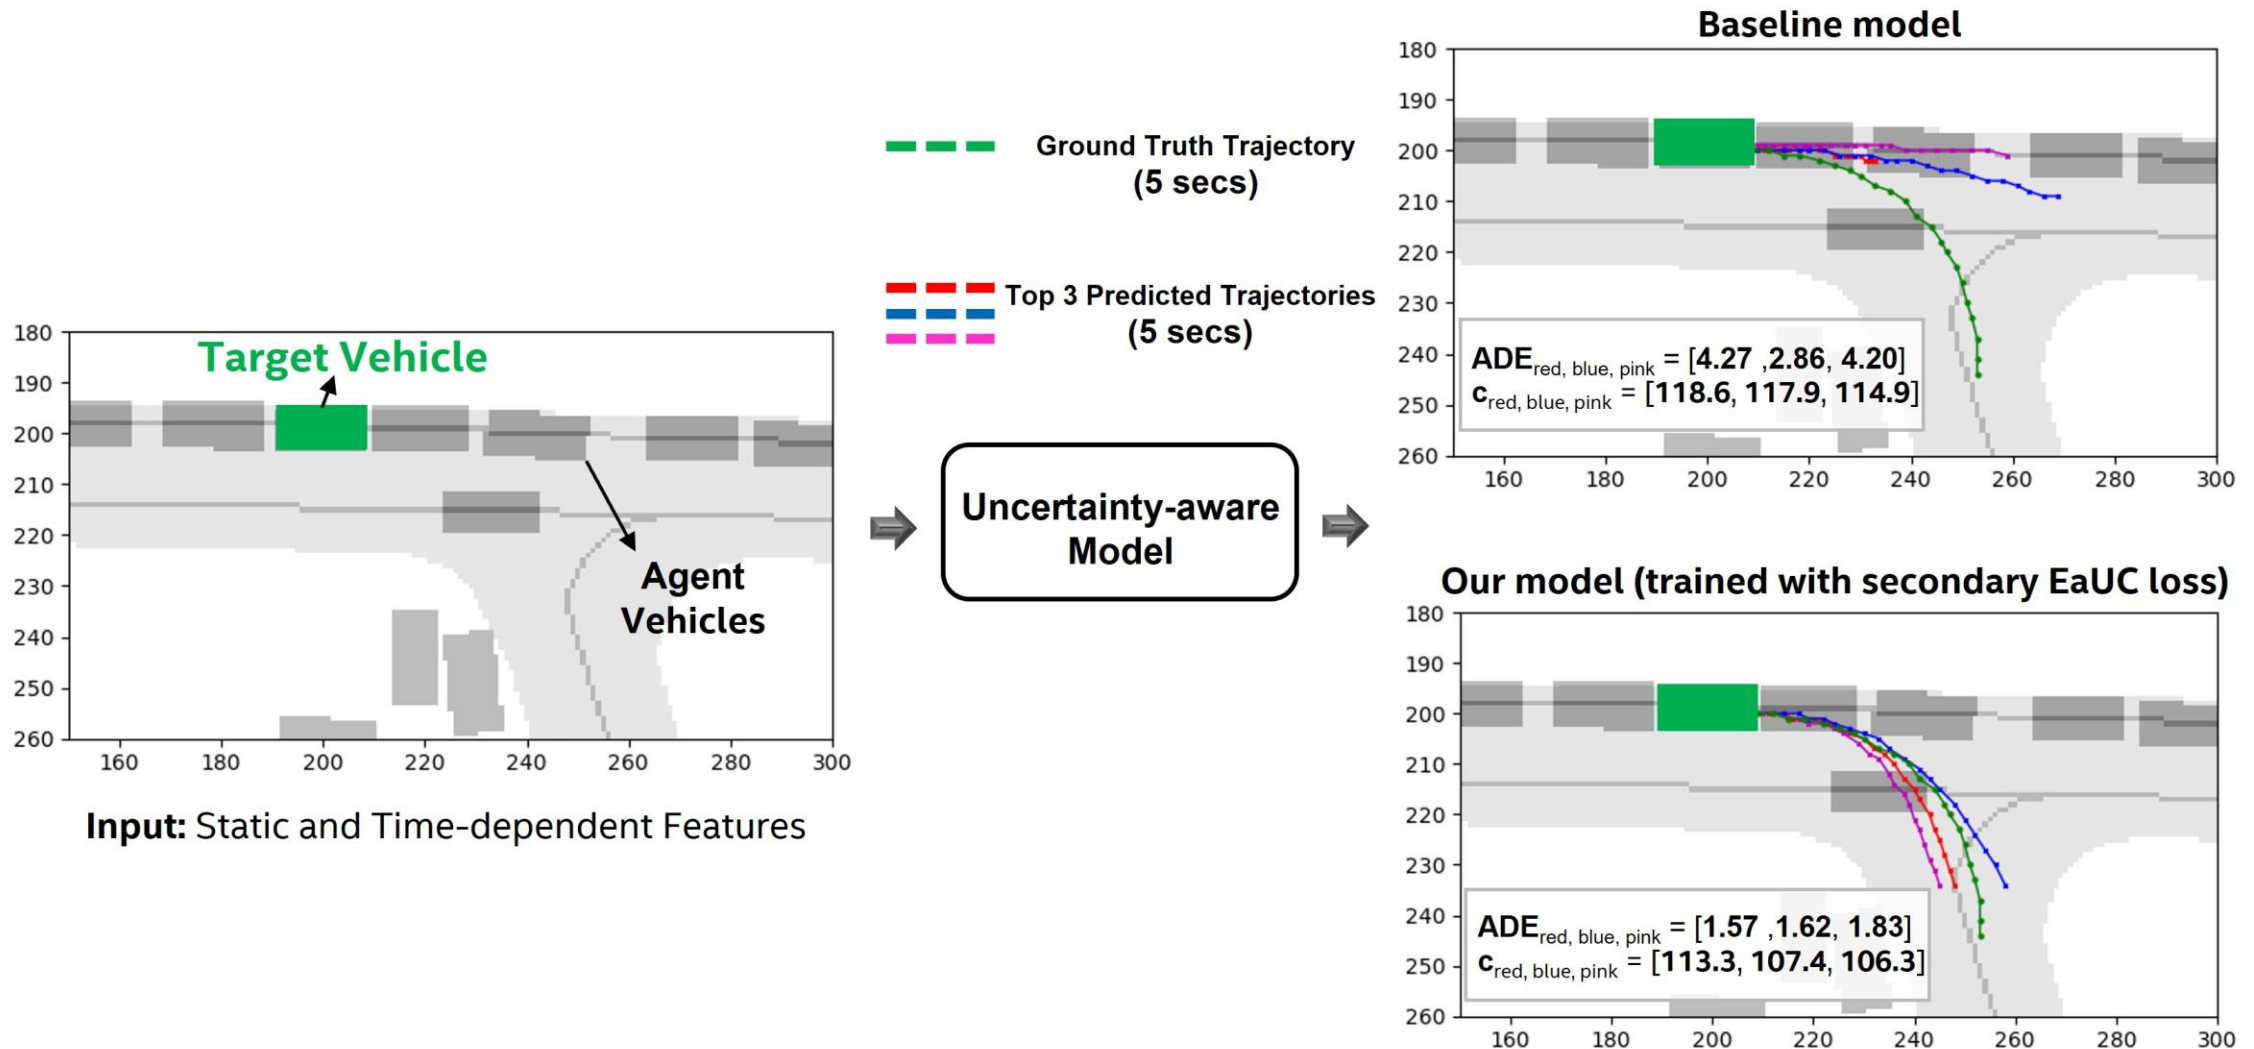 Baseline model
180
190
200
210
220
230
240
250
260
160 180 200 220 240 260 280 300
ADE red, blue, pink = [4.27 ,2.86, 4.20]
c red, blue, pink = [118.6, 117.9, 114.9]
Ground Truth Trajectory
(5 secs)
Top 3 Predicted Trajectories
(5 secs)
180
190
200
210
220
230
240
250
260
160 180 200 220 240 260 280 300
Target Vehicle
Agent
Vehicles
Input: Static and Time-dependent Features
Uncertainty-aware
Model
Our model (trained with secondary EaUC loss)
180
190
200
210
220
230
240
250
260
160 180 200 220 240 260 280 300
ADE red, blue, pink = [1.57 ,1.62, 1.83]
c red, blue, pink = [113.3, 107.4, 106.3]